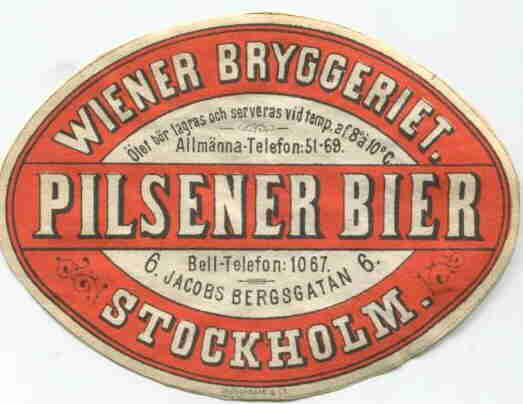 WIENER BRYGGERIET.
Ölet bör lagras och serveras vid temp. af 8 à 10° C.
Allmänna-Telefon: 51-69.
PILSENER BIER
Bell-Telefon: 1067.
6. JACOBS BERGSGATAN 6.
STOCKHOLM.